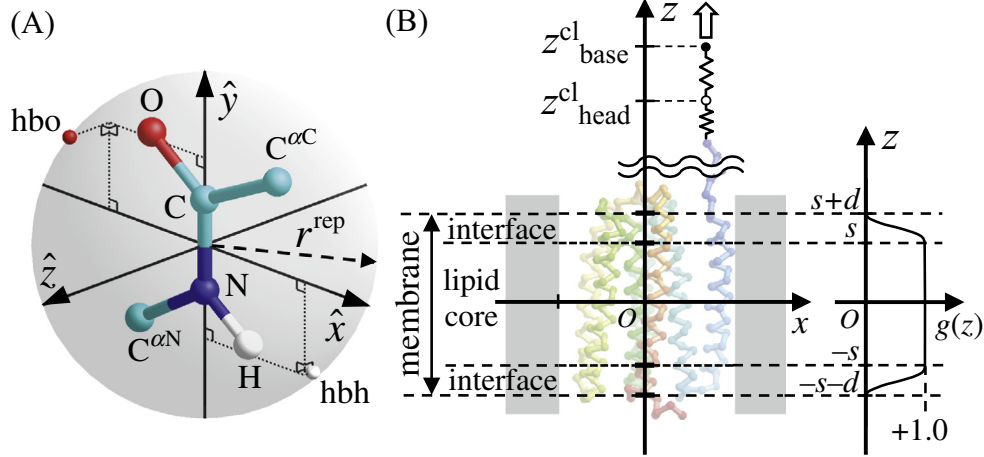 (A)
ŷ
O
hbo
C^αC
C
r^rep
ẑ
N
x̂
C^αN
H
hbh
(B)
z
z^cl_base
z^cl_head
z
membrane
interface
s+d
s
lipid
core
O
x
O
g(z)
interface
−s
−s−d
+1.0